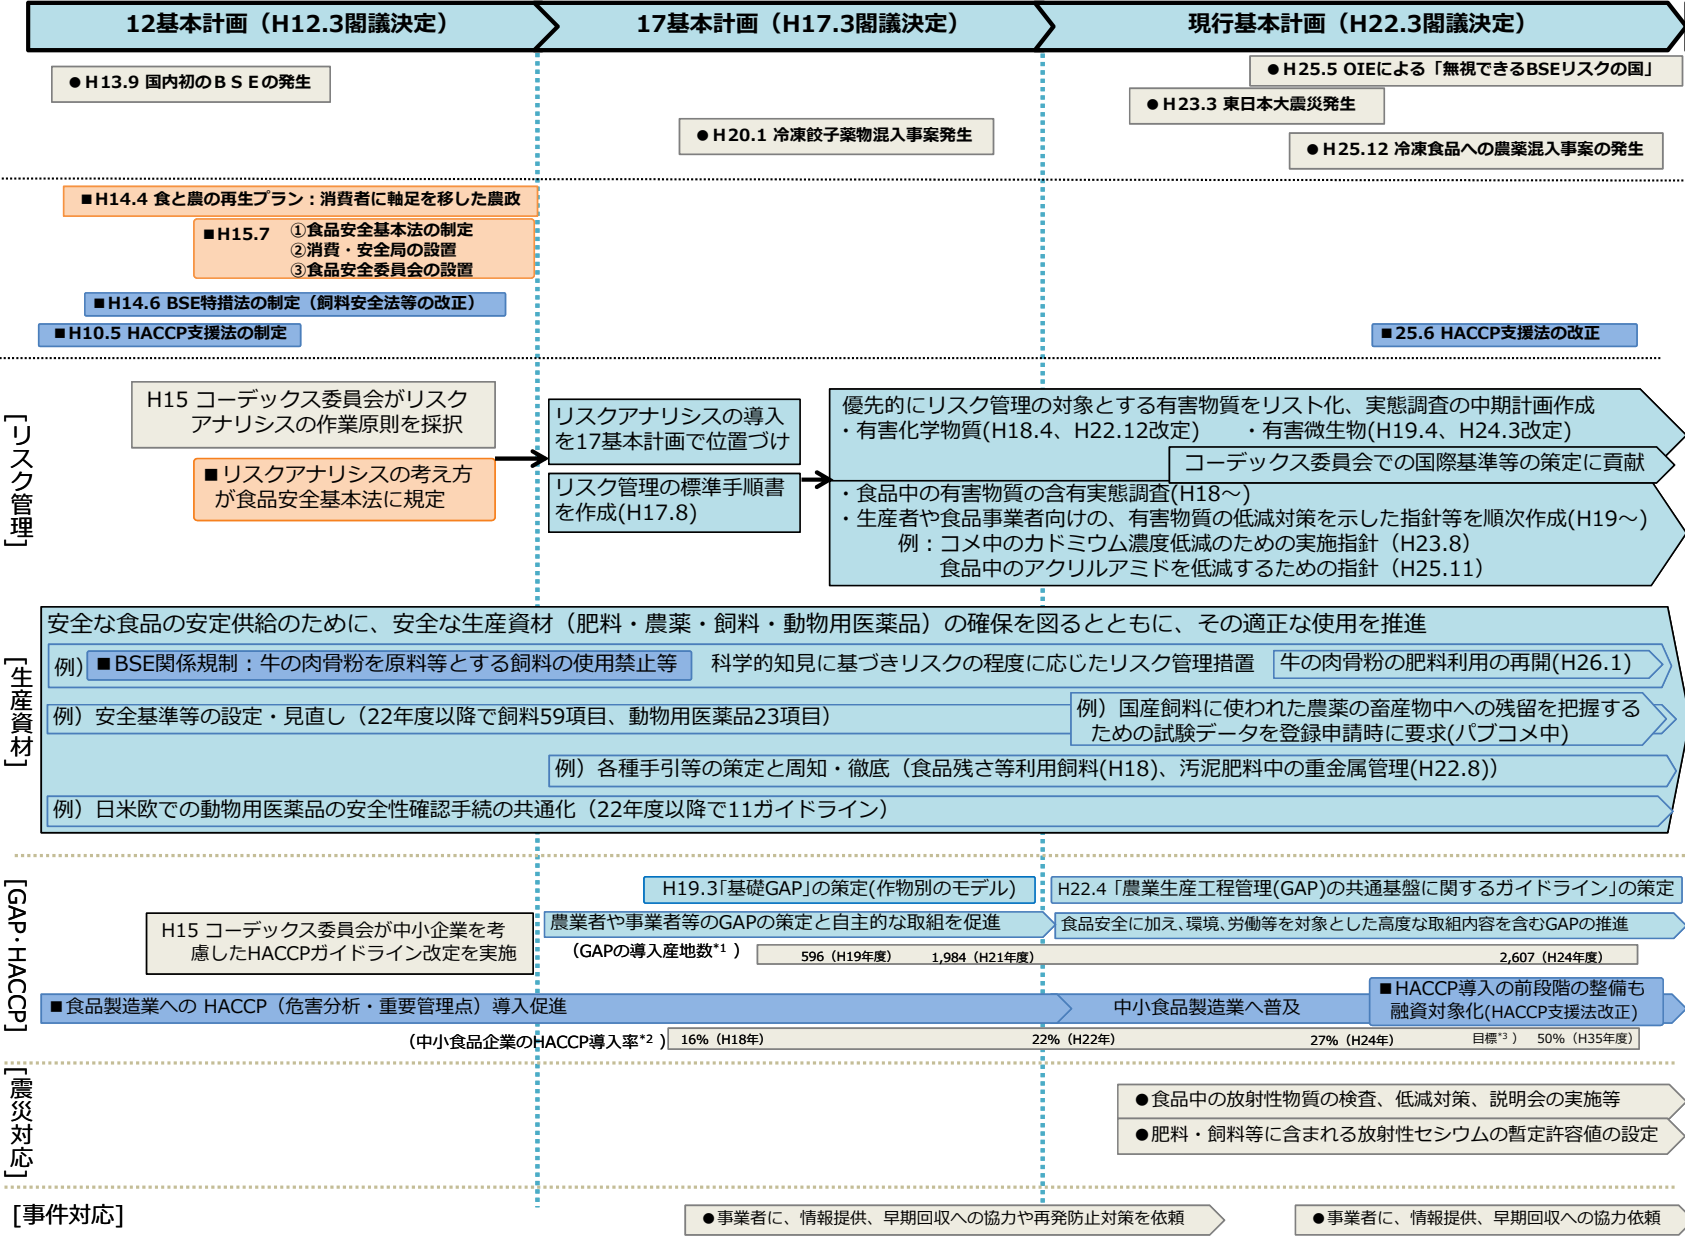 12基本計画（H12.3閣議決定）
17基本計画（H17.3閣議決定）
現行基本計画（H22.3閣議決定）
●H13.9 国内初のＢＳＥの発生
●H25.5 OIEによる「無視できるBSEリスクの国」
●H23.3 東日本大震災発生
●H20.1 冷凍餃子薬物混入事案発生
●H25.12 冷凍食品への農薬混入事案の発生
■H14.4 食と農の再生プラン：消費者に軸足を移した農政
■H15.7 ①食品安全基本法の制定
②消費・安全局の設置
③食品安全委員会の設置
■H14.6 BSE特措法の制定（飼料安全法等の改正）
■H10.5 HACCP支援法の制定
■25.6 HACCP支援法の改正
[リスク管理]
H15 コーデックス委員会がリスク
アナリシスの作業原則を採択
■リスクアナリシスの考え方
が食品安全基本法に規定
リスクアナリシスの導入
を17基本計画で位置づけ
リスク管理の標準手順書
を作成(H17.8)
優先的にリスク管理の対象とする有害物質をリスト化、実態調査の中期計画作成
・有害化学物質(H18.4、H22.12改定)　・有害微生物(H19.4、H24.3改定)
コーデックス委員会での国際基準等の策定に貢献
・食品中の有害物質の含有実態調査(H18～)
・生産者や食品事業者向けの、有害物質の低減対策を示した指針等を順次作成(H19～)
例：コメ中のカドミウム濃度低減のための実施指針（H23.8）
食品中のアクリルアミドを低減するための指針（H25.11）
[生産資材]
安全な食品の安定供給のために、安全な生産資材（肥料・農薬・飼料・動物用医薬品）の確保を図るとともに、その適正な使用を推進
例）■BSE関係規制：牛の肉骨粉を原料等とする飼料の使用禁止等　科学的知見に基づきリスクの程度に応じたリスク管理措置　牛の肉骨粉の肥料利用の再開(H26.1)
例）安全基準等の設定・見直し（22年度以降で飼料59項目、動物用医薬品23項目）
例）国産飼料に使われた農薬の畜産物中への残留を把握する
ための試験データを登録申請時に要求(パブコメ中)
例）各種手引等の策定と周知・徹底（食品残さ等利用飼料(H18)、汚泥肥料中の重金属管理(H22.8)）
例）日米欧での動物用医薬品の安全性確認手続の共通化（22年度以降で11ガイドライン）
[GAP・HACCP]
H19.3「基礎GAP」の策定(作物別のモデル)
H22.4「農業生産工程管理(GAP)の共通基盤に関するガイドライン」の策定
H15 コーデックス委員会が中小企業を考
慮したHACCPガイドライン改定を実施
農業者や事業者等のGAPの策定と自主的な取組を促進
食品安全に加え、環境、労働等を対象とした高度な取組内容を含むGAPの推進
（GAPの導入産地数*1 ）　596（H19年度）　1,984（H21年度）　2,607（H24年度）
■食品製造業への HACCP（危害分析・重要管理点）導入促進
中小食品製造業へ普及
■HACCP導入の前段階の整備も
融資対象化(HACCP支援法改正)
（中小食品企業のHACCP導入率*2 ）　16%（H18年）　22%（H22年）　27%（H24年）　目標*3 ）　50%（H35年度）
[震災対応]
●食品中の放射性物質の検査、低減対策、説明会の実施等
●肥料・飼料等に含まれる放射性セシウムの暫定許容値の設定
[事件対応]
●事業者に、情報提供、早期回収への協力や再発防止対策を依頼
●事業者に、情報提供、早期回収への協力依頼